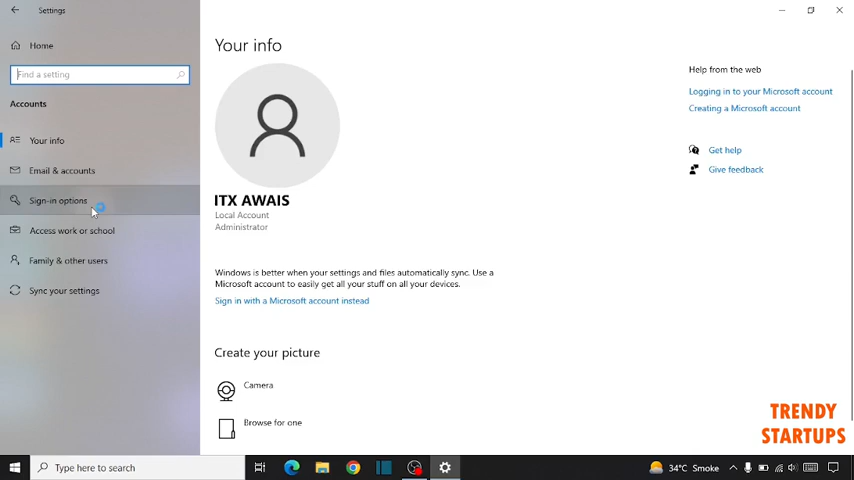 Settings
Home
Find a setting
Accounts
Your info
Email & accounts
Sign-in options
Access work or school
Family & other users
Sync your settings
Your info
ITX AWAIS
Local Account
Administrator
Windows is better when your settings and files automatically sync. Use a
Microsoft account to easily get all your stuff on all your devices.
Sign in with a Microsoft account instead
Create your picture
Camera
Browse for one
Help from the web
Logging in to your Microsoft account
Creating a Microsoft account
Get help
Give feedback
TRENDY
STARTUPS
Type here to search
34°C Smoke